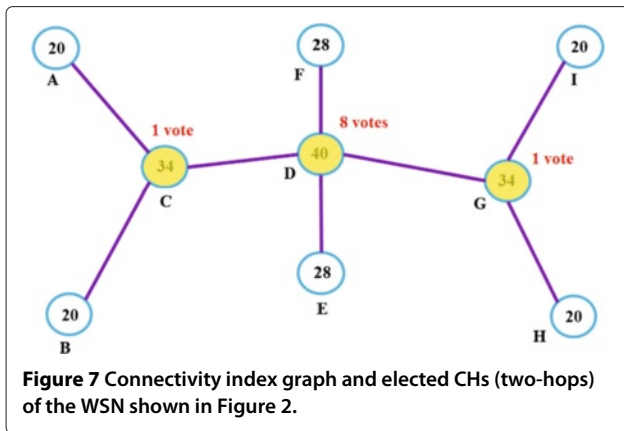 20
A
28
F
20
I
1 vote
8 votes
1 vote
34
C
40
D
34
G
20
B
28
E
20
H
Figure 7 Connectivity index graph and elected CHs (two-hops)
of the WSN shown in Figure 2.